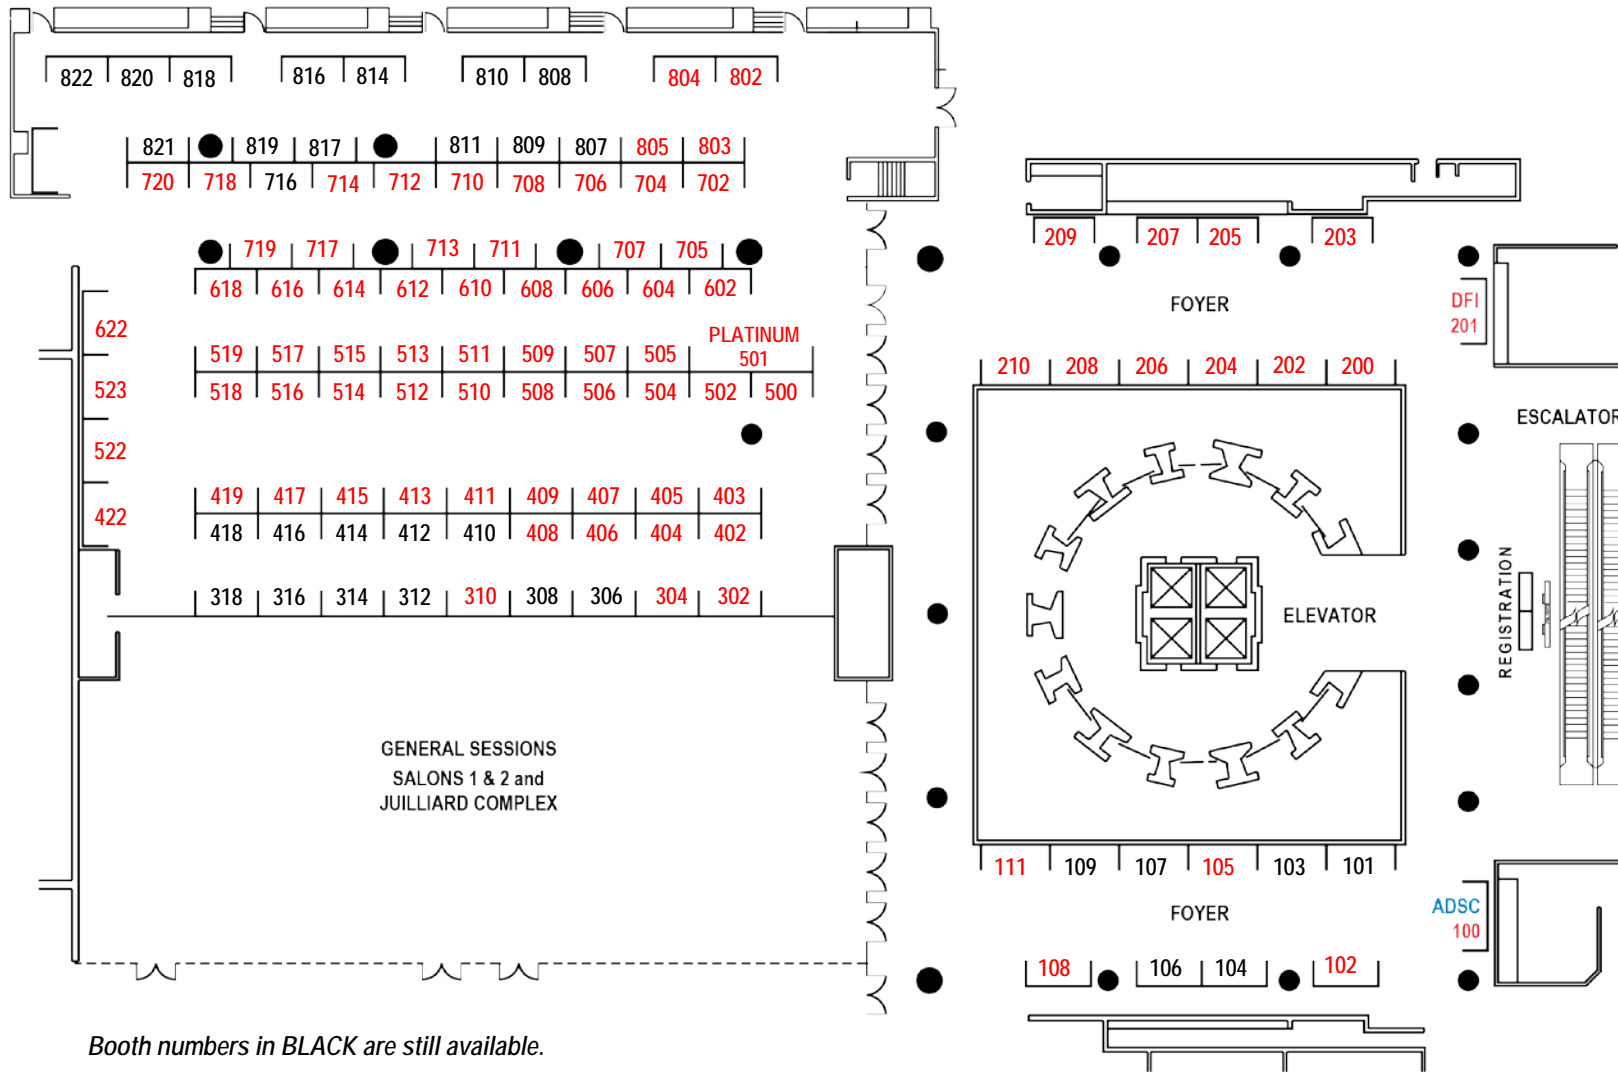 822 820 818 816 814 810 808 804 802
821 819 817 811 809 807 805 803
720 718 716 714 712 710 708 706 704 702
209 207 205 203
719 717 713 711 707 705
618 616 614 612 610 608 606 604 602
FOYER
DFI
201
622
PLATINUM
501
519 517 515 513 511 509 507 505
210 208 206 204 202 200
523
518 516 514 512 510 508 506 504 502 500
ESCALATOR
522
419 417 415 413 411 409 407 405 403
422
418 416 414 412 410 408 406 404 402
318 316 314 312 310 308 306 304 302
ELEVATOR
REGISTRATION
GENERAL SESSIONS
SALONS 1 & 2 and
JUILLIARD COMPLEX
111 109 107 105 103 101
FOYER
ADSC
100
108 106 104 102
Booth numbers in BLACK are still available.